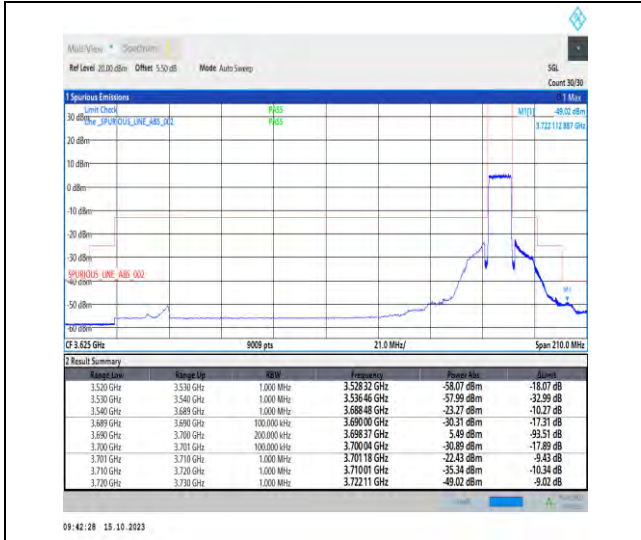 MultiView Spectrum
Ref Level 20.00 dBm Offset 5.50 dB Mode Auto Sweep SGL
Count 30/30
1 Spurious Emissions 1 Max
Limit Check PASS M1[1] -49.02 dBm
Line _SPURIOUS_LINE_ABS_002 PASS 3.722 112 887 GHz
30 dBm
20 dBm
10 dBm
0 dBm
-10 dBm
-20 dBm
-30 dBm
SPURIOUS_LINE_ABS_002
-40 dBm
M1
-50 dBm
-60 dBm
CF 3.625 GHz 9009 pts 21.0 MHz/ Span 210.0 MHz
2 Result Summary
Range Low Range Up RBW Frequency Power Abs ΔLimit
3.520 GHz 3.530 GHz 1.000 MHz 3.52832 GHz -58.07 dBm -18.07 dB
3.530 GHz 3.540 GHz 1.000 MHz 3.53646 GHz -57.99 dBm -32.99 dB
3.540 GHz 3.689 GHz 1.000 MHz 3.68848 GHz -23.27 dBm -10.27 dB
3.689 GHz 3.690 GHz 100.000 kHz 3.69000 GHz -30.31 dBm -17.31 dB
3.690 GHz 3.700 GHz 200.000 kHz 3.69837 GHz 5.49 dBm -93.51 dB
3.700 GHz 3.701 GHz 100.000 kHz 3.70004 GHz -30.89 dBm -17.89 dB
3.701 GHz 3.710 GHz 1.000 MHz 3.70118 GHz -22.43 dBm -9.43 dB
3.710 GHz 3.720 GHz 1.000 MHz 3.71001 GHz -35.34 dBm -10.34 dB
3.720 GHz 3.730 GHz 1.000 MHz 3.72211 GHz -49.02 dBm -9.02 dB
09:42:28 15.10.2023